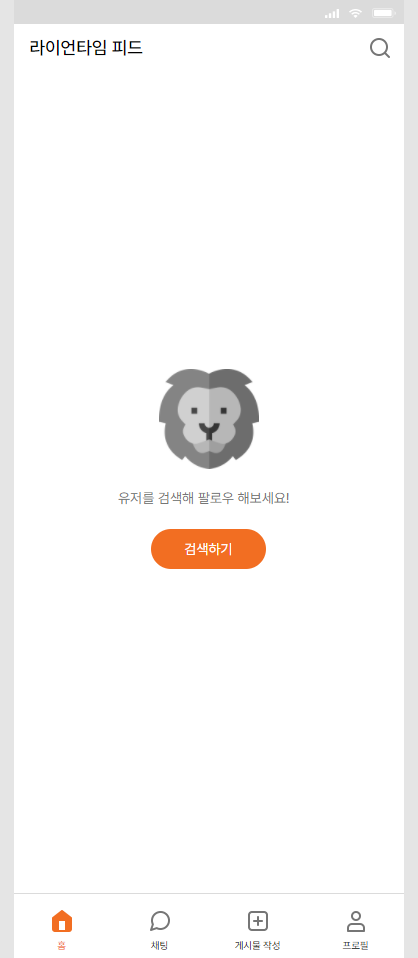 라이언타임 피드
유저를 검색해 팔로우 해보세요!
검색하기
홈
채팅
게시물 작성
프로필